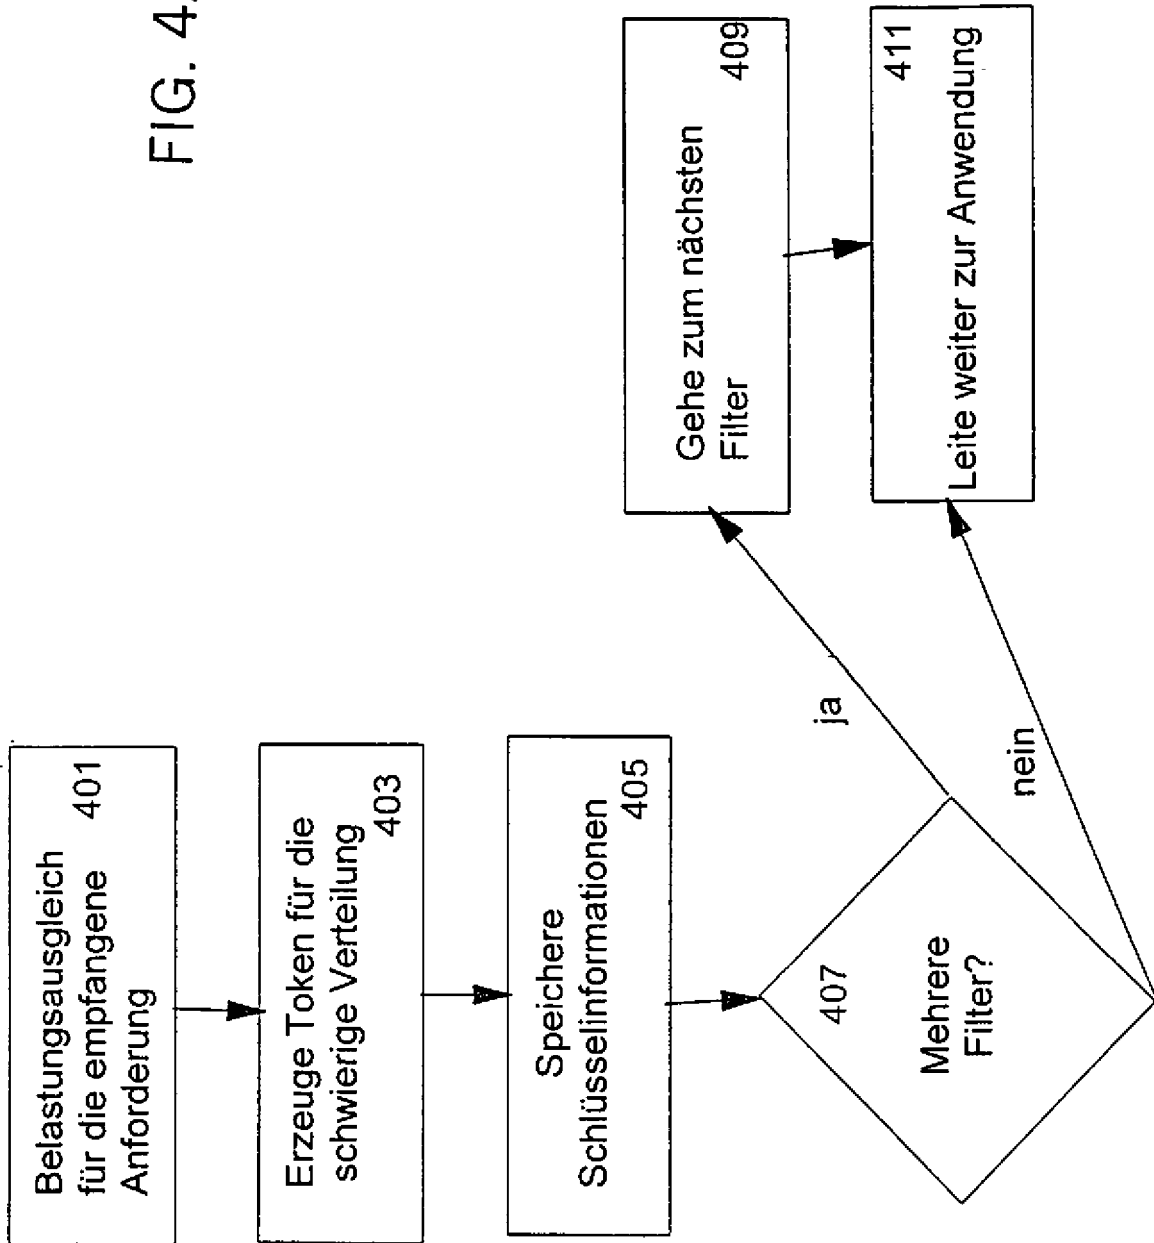 FIG. 4
Belastungsausgleich
für die empfangene
Anforderung
401
Erzeuge Token für die
schwierige Verteilung
403
Speichere
Schlüsselinformationen
405
407
Mehrere
Filter?
ja
nein
Gehe zum nächsten
Filter
409
411
Leite weiter zur Anwendung